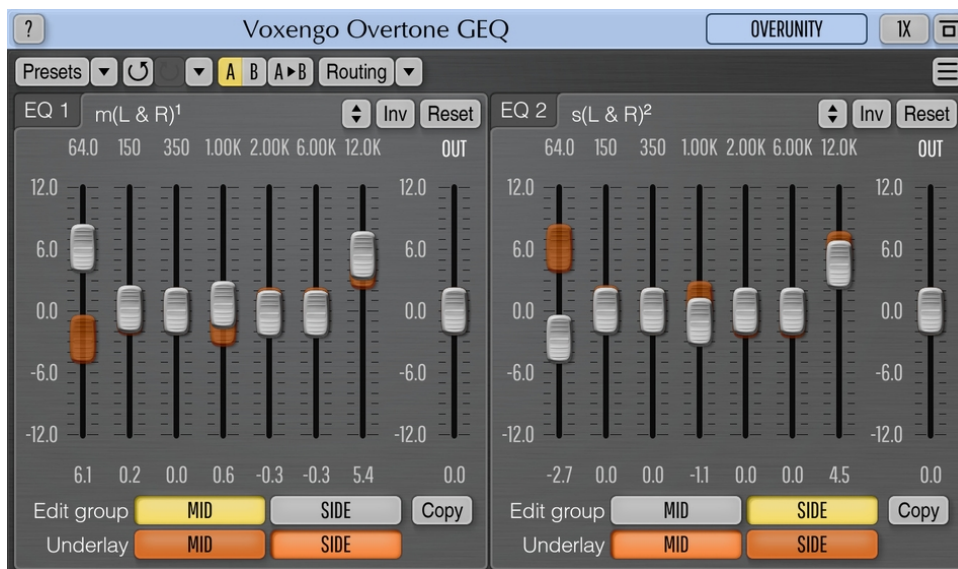 ? Voxengo Overtone GEQ OVERUNITY 1X
Presets A B A▸B Routing
EQ 1 m(L & R)¹ Inv Reset
64.0 150 350 1.00K 2.00K 6.00K 12.0K OUT
12.0 12.0
6.0 6.0
0.0 0.0
-6.0 -6.0
-12.0 -12.0
6.1 0.2 0.0 0.6 -0.3 -0.3 5.4 0.0
Edit group MID SIDE Copy
Underlay MID SIDE
EQ 2 s(L & R)² Inv Reset
64.0 150 350 1.00K 2.00K 6.00K 12.0K OUT
12.0 12.0
6.0 6.0
0.0 0.0
-6.0 -6.0
-12.0 -12.0
-2.7 0.0 0.0 -1.1 0.0 0.0 4.5 0.0
Edit group MID SIDE Copy
Underlay MID SIDE